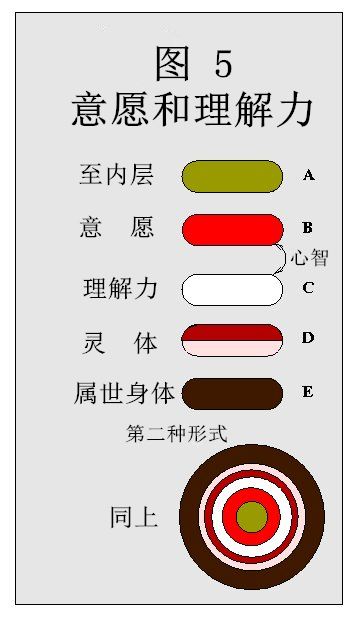 图 5
意愿和理解力
至内层 A
意 愿 B
心智
理解力 C
灵 体 D
属世身体 E
第二种形式
同上